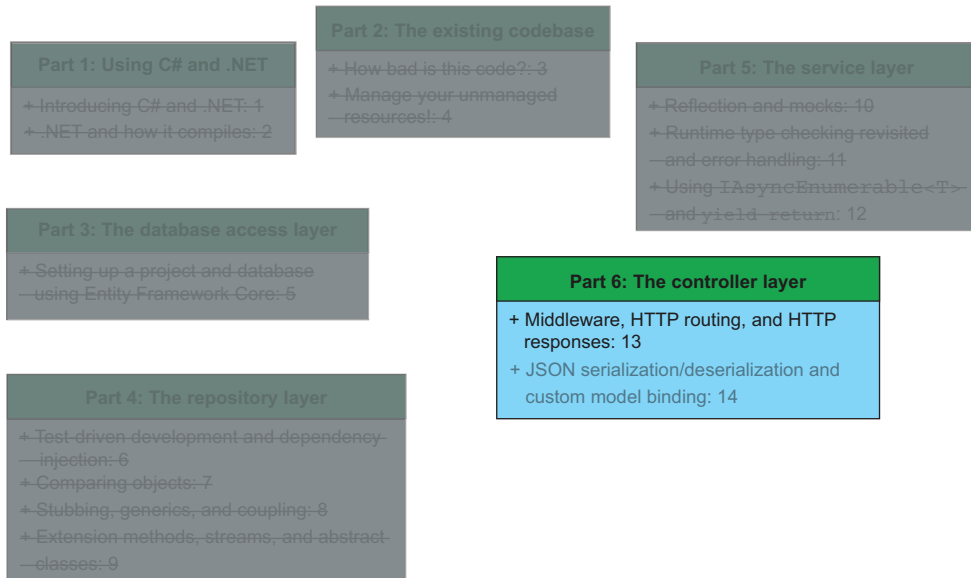 Part 1: Using C# and .NET
+ Introducing C# and .NET: 1
+ .NET and how it compiles: 2
Part 2: The existing codebase
+ How bad is this code?: 3
+ Manage your unmanaged
resources!: 4
Part 5: The service layer
+ Reflection and mocks: 10
+ Runtime type checking revisited
and error handling: 11
+ Using IAsyncEnumerable<T>
and yield return: 12
Part 3: The database access layer
+ Setting up a project and database
using Entity Framework Core: 5
Part 6: The controller layer
+ Middleware, HTTP routing, and HTTP
responses: 13
+ JSON serialization/deserialization and
custom model binding: 14
Part 4: The repository layer
+ Test-driven development and dependency
injection: 6
+ Comparing objects: 7
+ Stubbing, generics, and coupling: 8
+ Extension methods, streams, and abstract
classes: 9